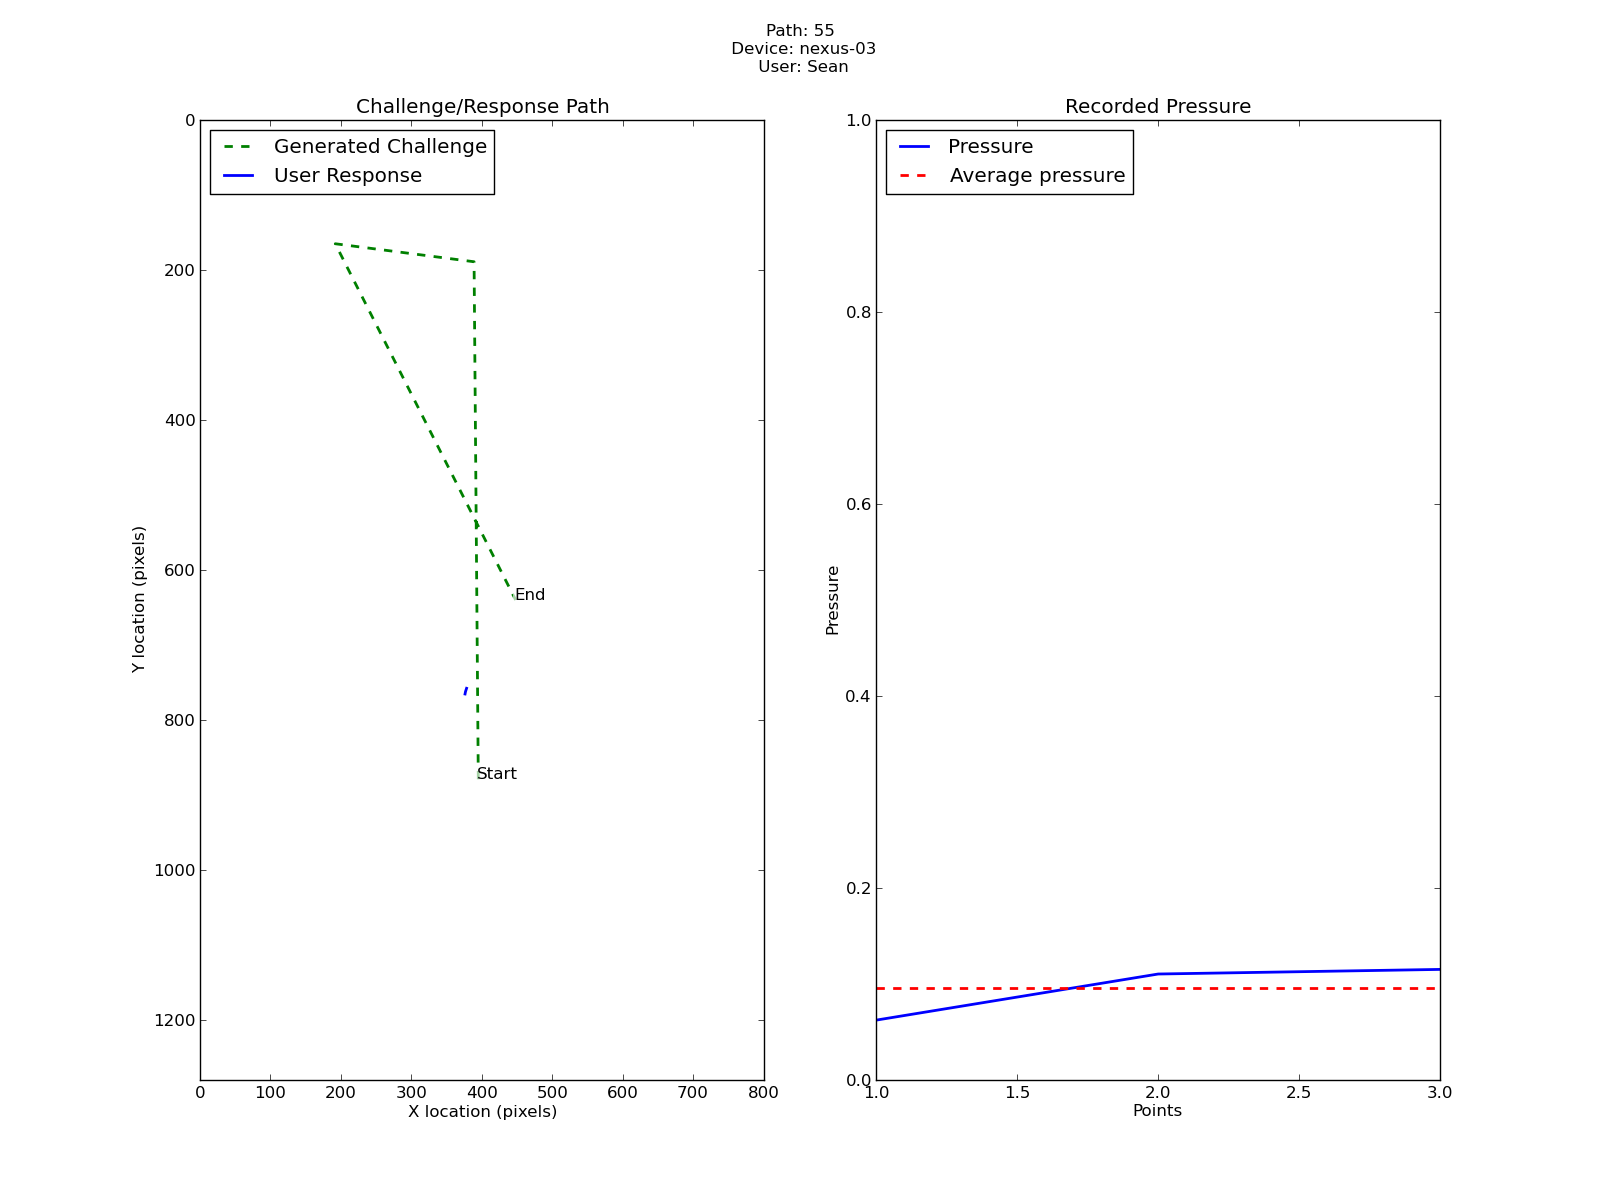 Path: 55
Device: nexus-03
User: Sean
Challenge/Response Path
Generated Challenge
User Response
0
200
400
600
800
1000
1200
Y location (pixels)
End
Start
0 100 200 300 400 500 600 700 800
X location (pixels)
Recorded Pressure
Pressure
Average pressure
1.0
0.8
0.6
0.4
0.2
0.0
Pressure
1.0 1.5 2.0 2.5 3.0
Points